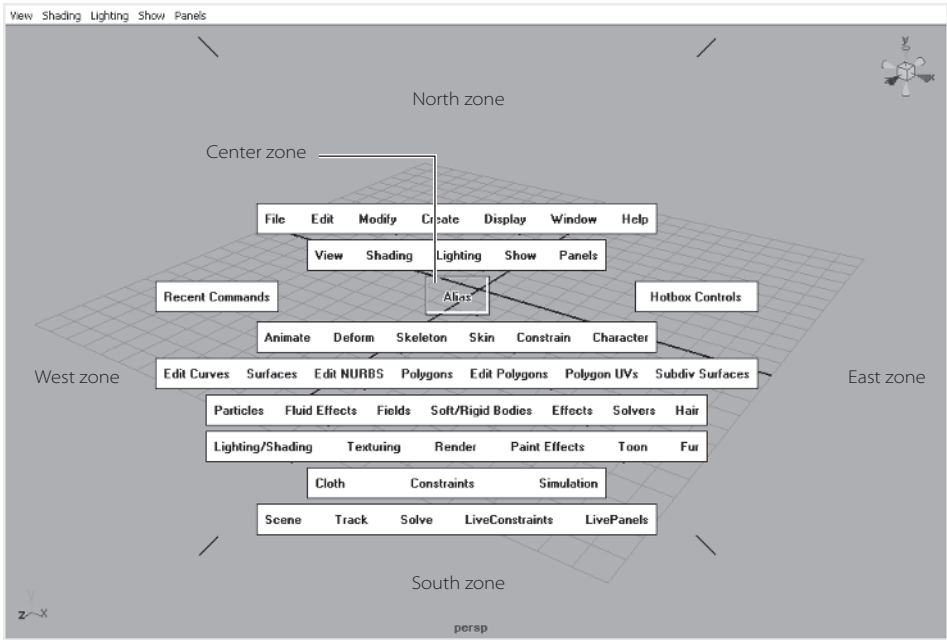 View Shading Lighting Show Panels
y
x
z
North zone
Center zone
File Edit Modify Create Display Window Help
View Shading Lighting Show Panels
Recent Commands Alias Hotbox Controls
Animate Deform Skeleton Skin Constrain Character
West zone Edit Curves Surfaces Edit NURBS Polygons Edit Polygons Polygon UVs Subdiv Surfaces East zone
Particles Fluid Effects Fields Soft/Rigid Bodies Effects Solvers Hair
Lighting/Shading Texturing Render Paint Effects Toon Fur
Cloth Constraints Simulation
Scene Track Solve LiveConstraints LivePanels
South zone
y
z x
persp